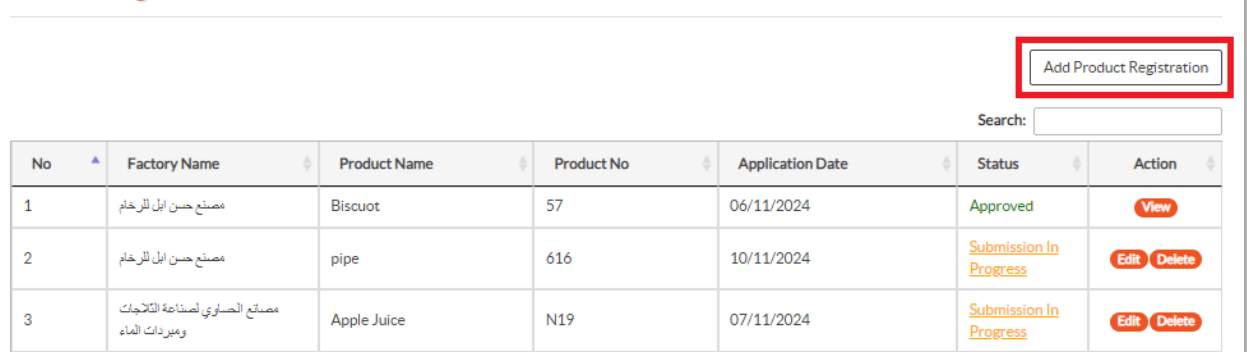 Add Product Registration
Search:
No Factory Name Product Name Product No Application Date Status Action
1 مصنع حسن ابل للرخام Biscuot 57 06/11/2024 Approved View
2 مصنع حسن ابل للرخام pipe 616 10/11/2024 Submission In
Progress Edit Delete
3 مصانع الحساوي لصناعة الثلاجات
ومبردات الماء Apple Juice N19 07/11/2024 Submission In
Progress Edit Delete